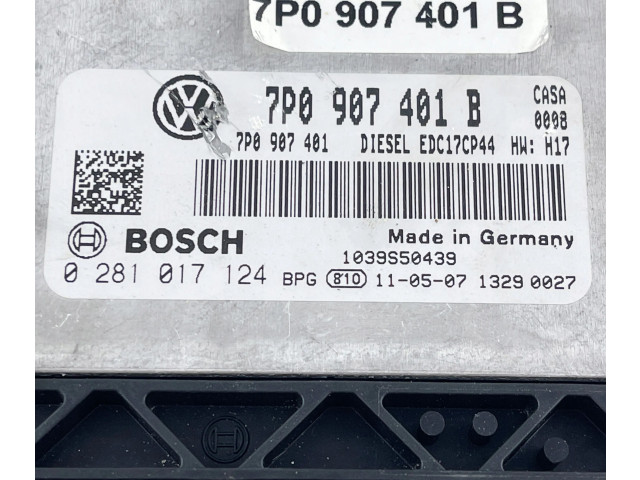 7P0 907 401 B
7P0 907 401 B CASA
0008
7P0 907 401 DIESEL EDC17CP44 HW: H17
BOSCH Made in Germany
1039S50439
0 281 017 124 BPG 810 11-05-07 1329 0027